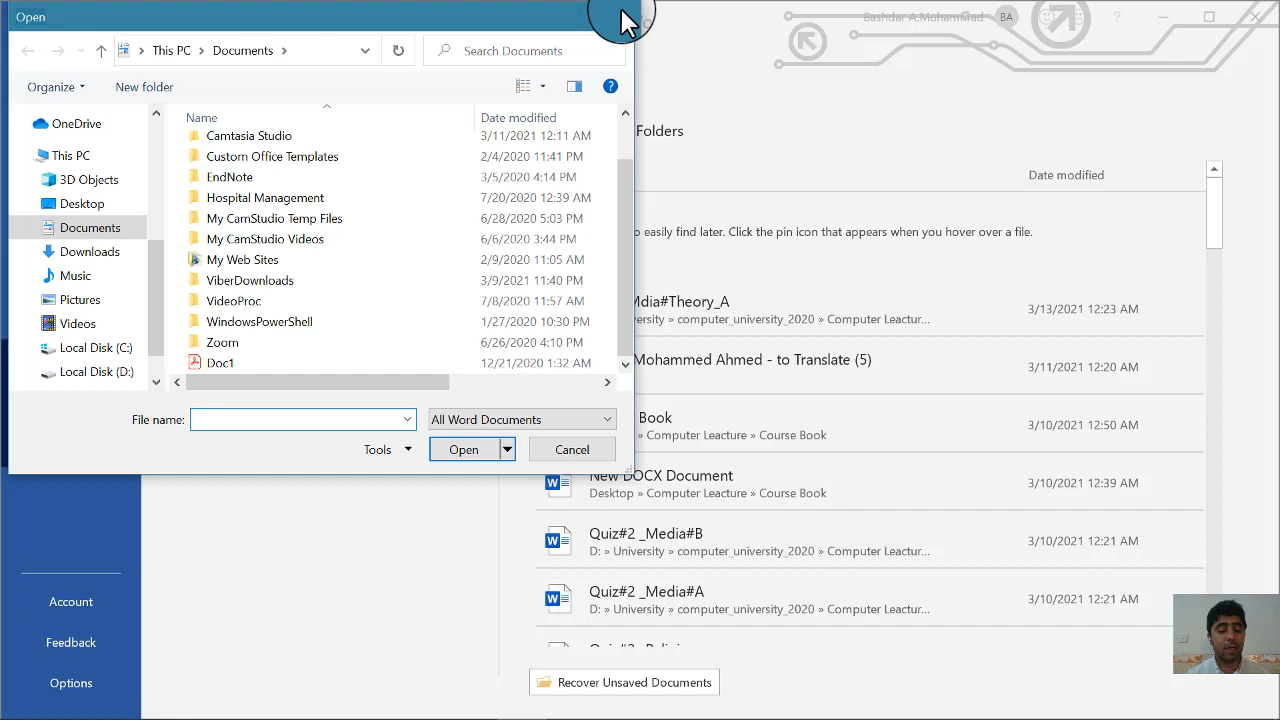 Open
Bashdar A.Muhammad BA
This PC Documents
Search Documents
Organize
New folder
OneDrive
This PC
3D Objects
Desktop
Documents
Downloads
Music
Pictures
Videos
Local Disk (C:)
Local Disk (D:)
Name Date modified
Camtasia Studio 3/11/2021 12:11 AM
Custom Office Templates 2/4/2020 11:41 PM
EndNote 3/5/2020 4:14 PM
Hospital Management 7/20/2020 12:39 AM
My CamStudio Temp Files 6/28/2020 5:03 PM
My CamStudio Videos 6/6/2020 3:44 PM
My Web Sites 2/9/2020 11:05 AM
ViberDownloads 3/9/2021 11:40 PM
VideoProc 7/8/2020 11:57 AM
WindowsPowerShell 1/27/2020 10:30 PM
Zoom 6/26/2020 4:10 PM
Doc1 12/21/2020 1:32 AM
File name:
All Word Documents
Tools
Open
Cancel
Folders
Date modified
to easily find later. Click the pin icon that appears when you hover over a file.
Mdia#Theory_A 3/13/2021 12:23 AM
ersity » computer_university_2020 » Computer Leactur...
Mohammed Ahmed - to Translate (5) 3/11/2021 12:20 AM
Book 3/10/2021 12:50 AM
» Computer Leacture » Course Book
New DOCX Document 3/10/2021 12:39 AM
Desktop » Computer Leacture » Course Book
Quiz#2 _Media#B 3/10/2021 12:21 AM
D: » University » computer_university_2020 » Computer Leactur...
Quiz#2 _Media#A 3/10/2021 12:21 AM
D: » University » computer_university_2020 » Computer Leactur...
Recover Unsaved Documents
Account
Feedback
Options